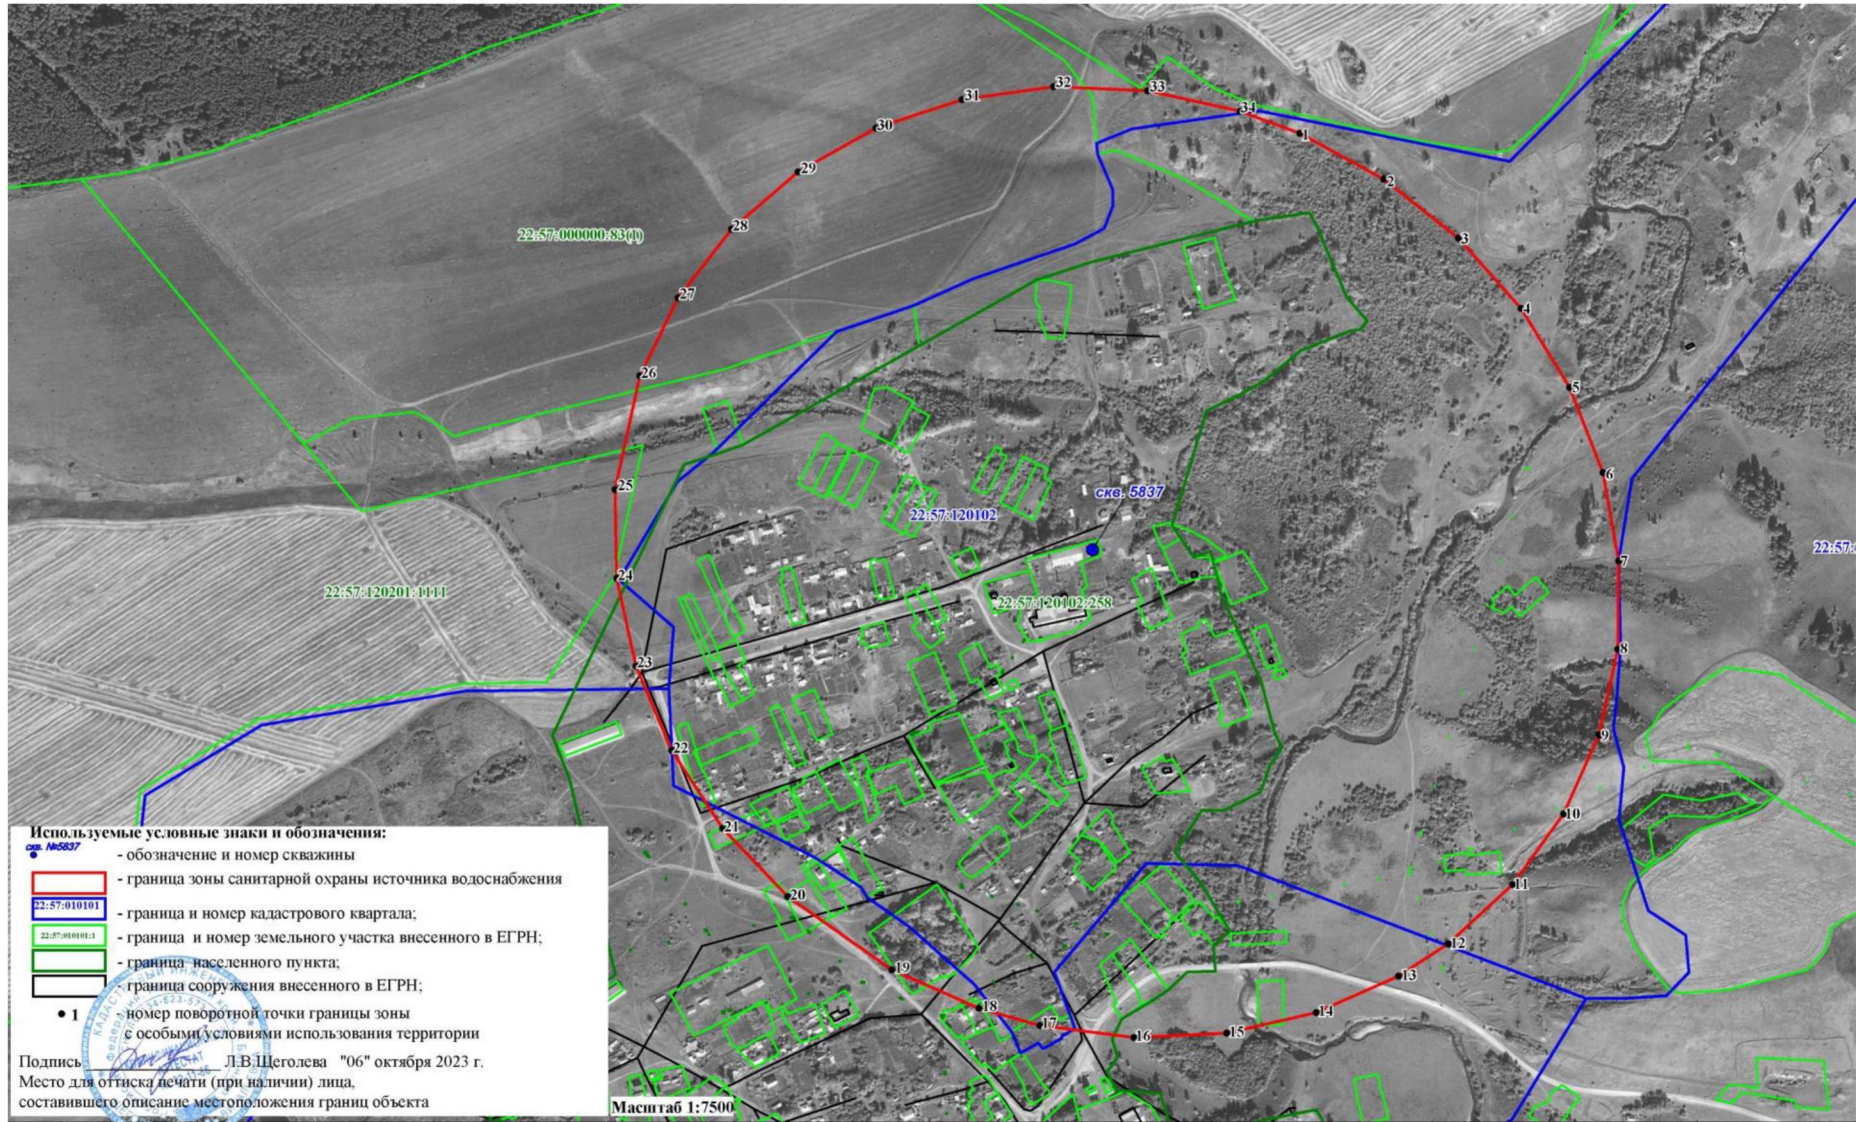 32
33
31
34
30
1
29
2
28
22:57:000000:83(1)
3
27
4
26
5
6
25
скв. 5837
22:57:120102
22:57:
7
24
22:57:120201:1111
22:57:120102:258
8
23
9
22
10
21
11
20
12
19
13
18
14
17
15
16
Используемые условные знаки и обозначения:
скв. №5837
- обозначение и номер скважины
- граница зоны санитарной охраны источника водоснабжения
22:57:010101
- граница и номер кадастрового квартала;
22:57:010101:1
- граница и номер земельного участка внесенного в ЕГРН;
- граница населенного пункта;
- граница сооружения внесенного в ЕГРН;
• 1 - номер поворотной точки границы зоны
с особыми условиями использования территории
Подпись Л.В.Щеголева "06" октября 2023 г.
Место для оттиска печати (при наличии) лица,
составившего описание местоположения границ объекта
Масштаб 1:7500